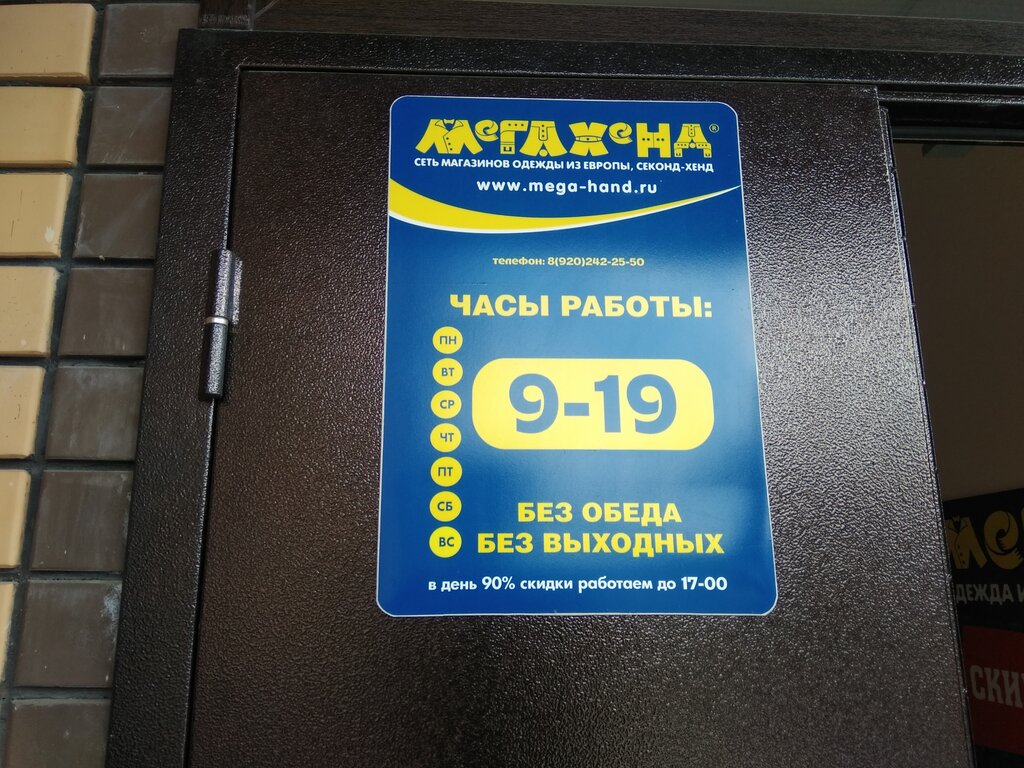 МЕГА ХЕНД®
СЕТЬ МАГАЗИНОВ ОДЕЖДЫ ИЗ ЕВРОПЫ, СЕКОНД-ХЕНД
www.mega-hand.ru
телефон: 8(920)242-25-50
ЧАСЫ РАБОТЫ:
ПН
ВТ
СР
ЧТ
ПТ
СБ
ВС
9-19
БЕЗ ОБЕДА
БЕЗ ВЫХОДНЫХ
в день 90% скидки работаем до 17-00